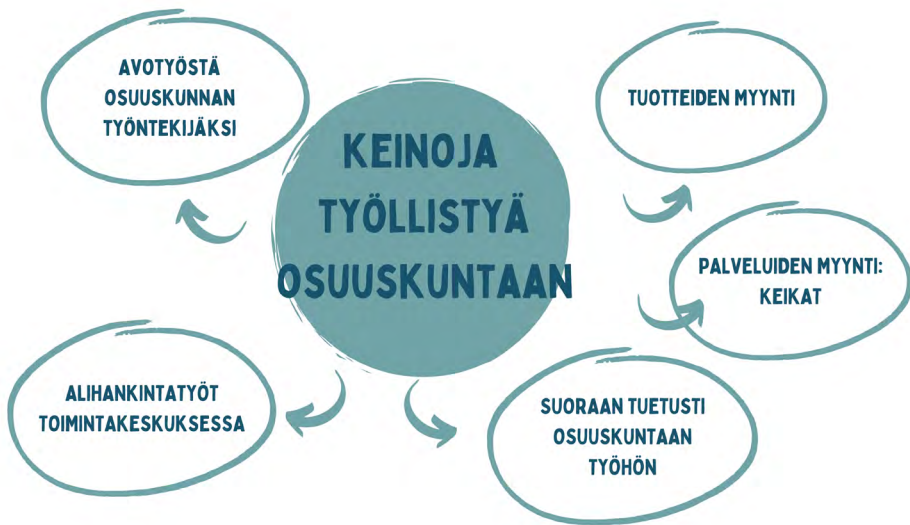 KEINOJA
TYÖLLISTYÄ
OSUUSKUNTAAN
AVOTYÖSTÄ
OSUUSKUNNAN
TYÖNTEKIJÄKSI
TUOTTEIDEN MYYNTI
PALVELUIDEN MYYNTI:
KEIKAT
SUORAAN TUETUSTI
OSUUSKUNTAAN
TYÖHÖN
ALIHANKINTATYÖT
TOIMINTAKESKUKSESSA